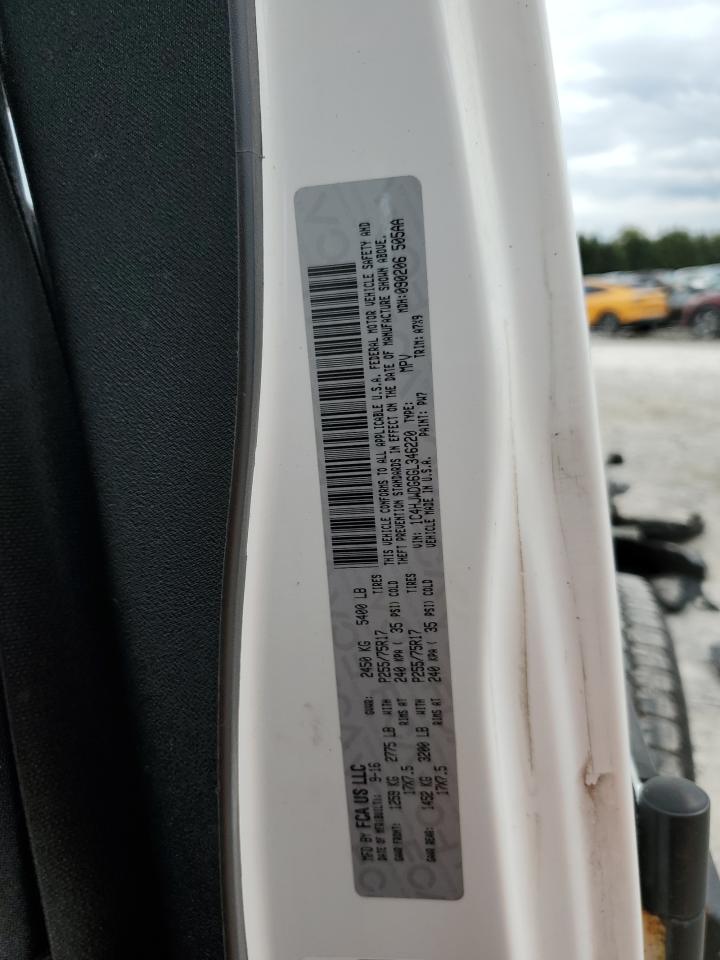 MFD BY FCA US LLC
DATE OF MFR(BUILT): 9-16 GVWR: 2450 KG 5400 LB
GAWR FRONT: 1259 KG 2775 LB WITH P255/75R17 TIRES
17X7.5 RIMS AT 240 KPA ( 35 PSI) COLD
GAWR REAR: 1452 KG 3200 LB WITH P255/75R17 TIRES
17X7.5 RIMS AT 240 KPA ( 35 PSI) COLD
THIS VEHICLE CONFORMS TO ALL APPLICABLE U.S.A. FEDERAL MOTOR VEHICLE SAFETY AND
THEFT PREVENTION STANDARDS IN EFFECT ON THE DATE OF MANUFACTURE SHOWN ABOVE.
VIN: 1C4HJWDG6GL346220 TYPE: MPV MDH:090206 505AA
VEHICLE MADE IN U.S.A. PAINT: PW7 TRIM: A7X9